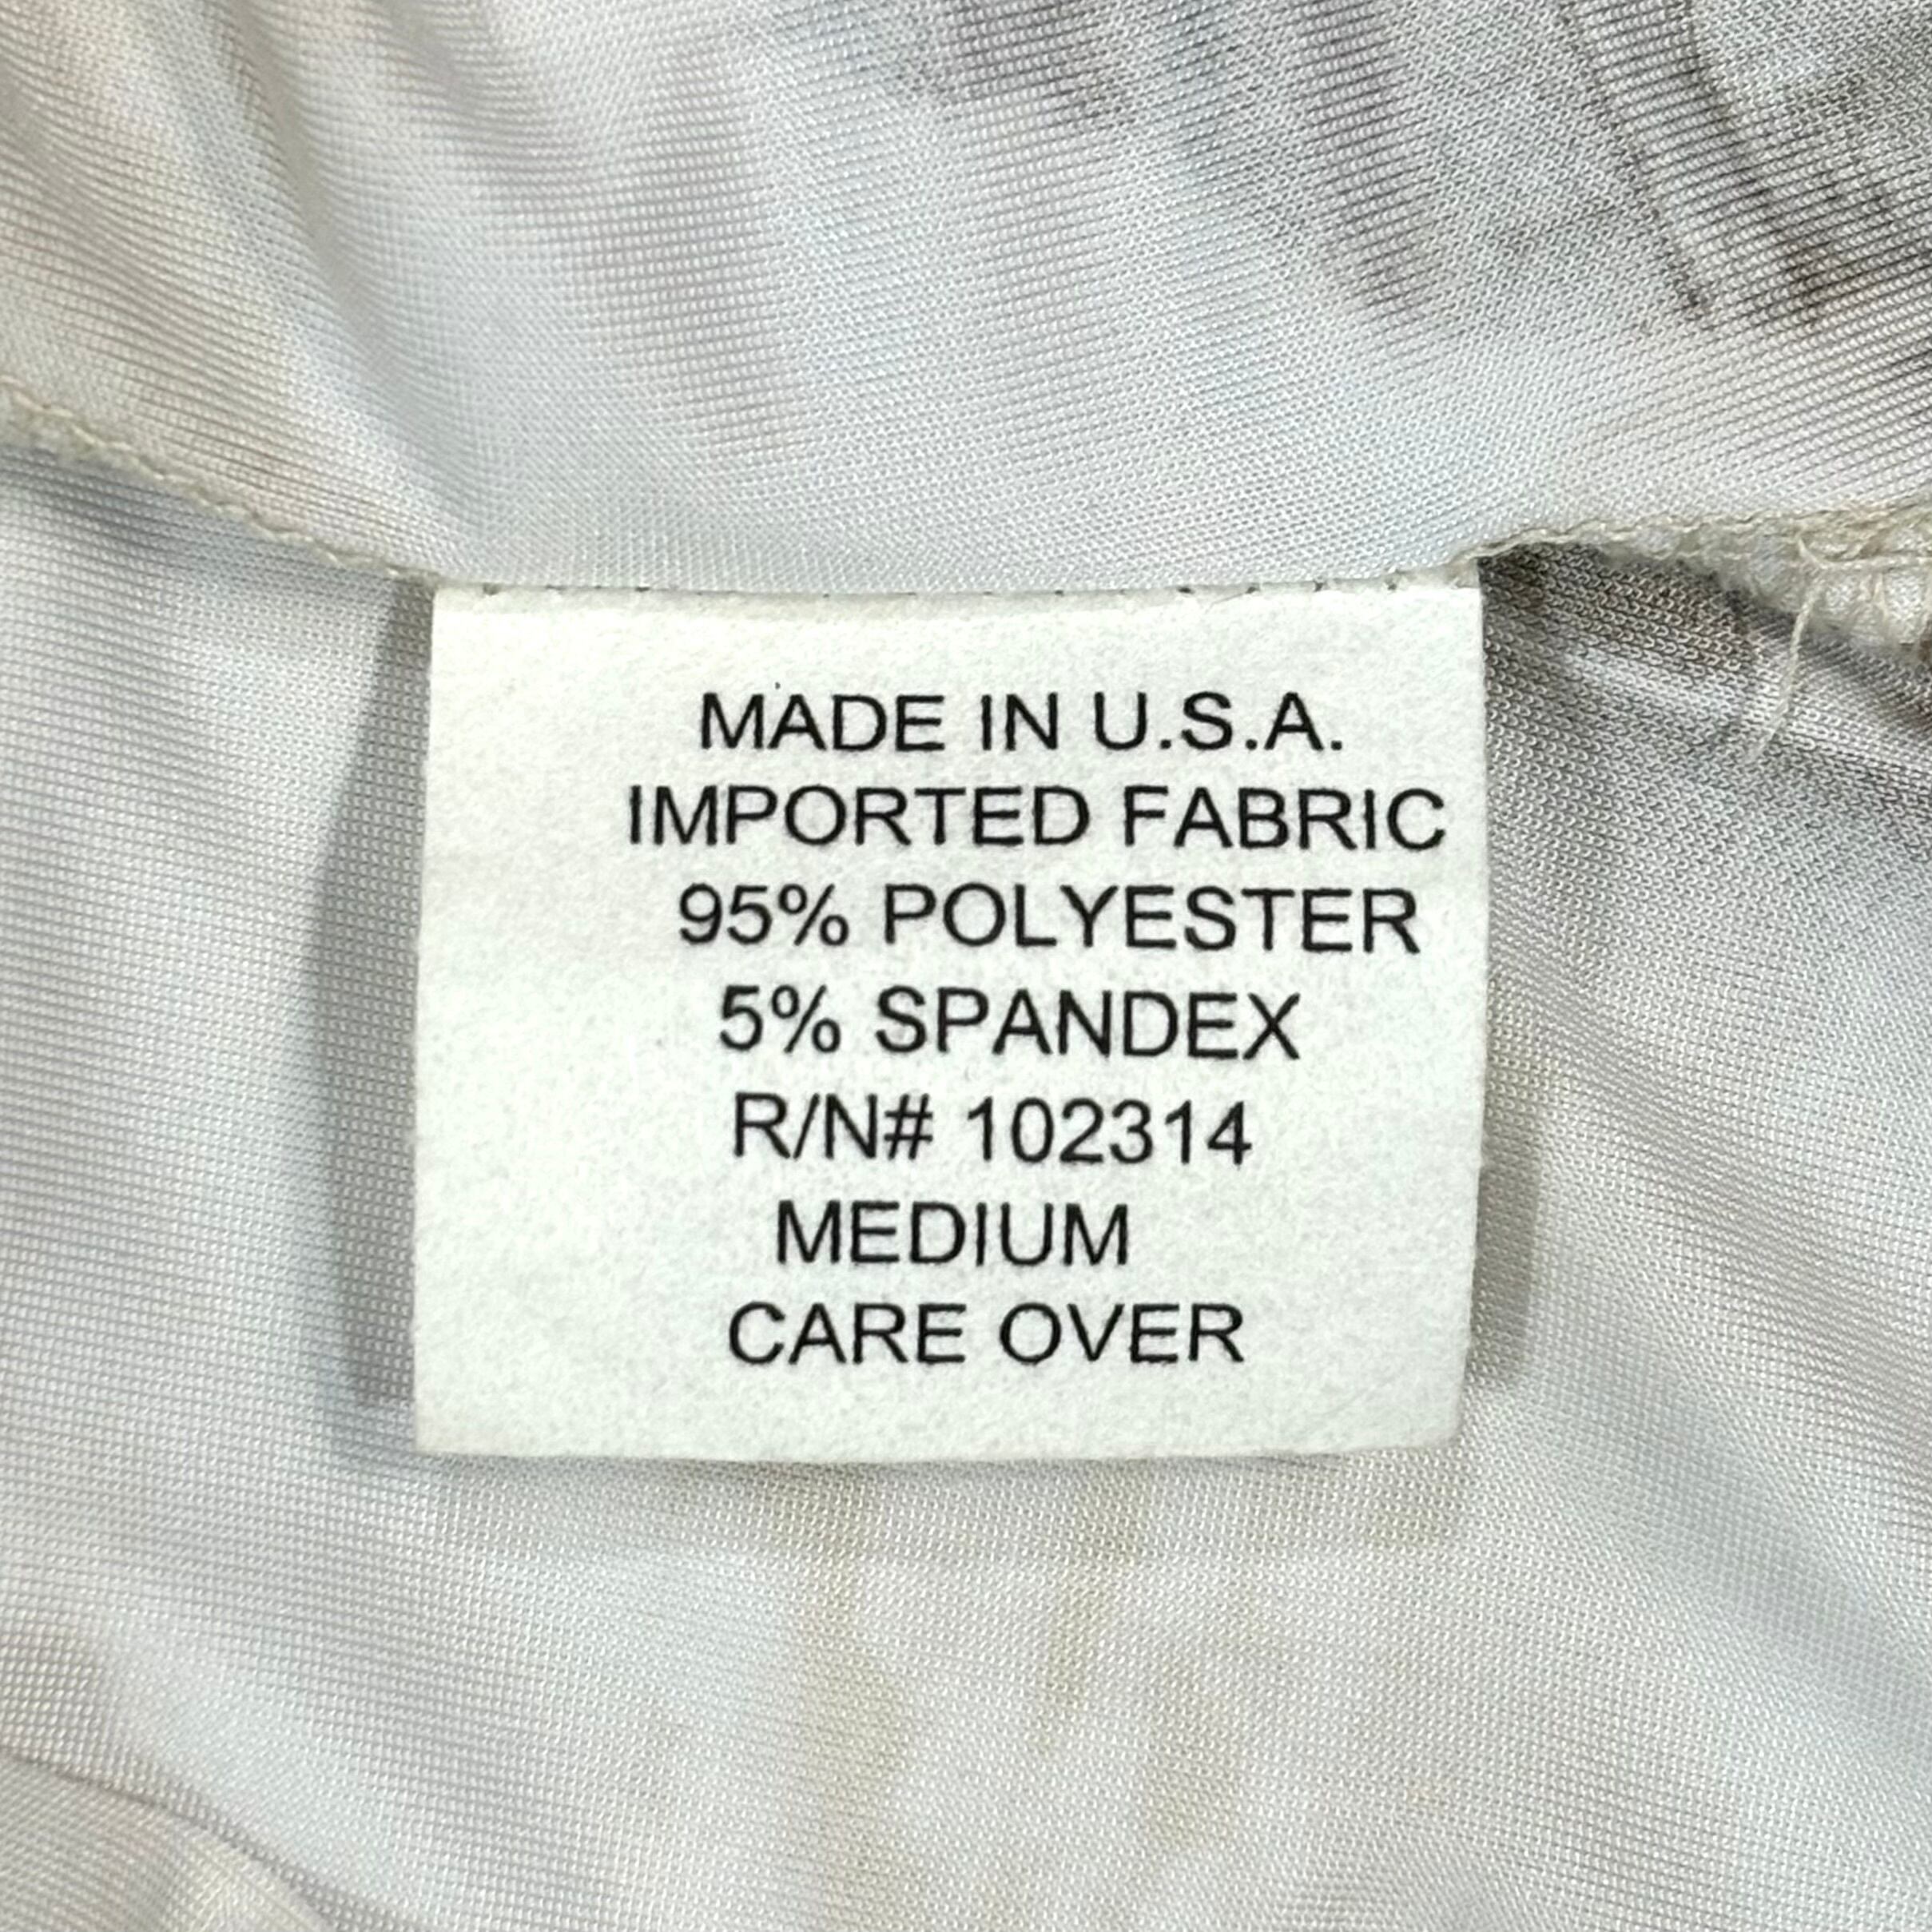 MADE IN U.S.A.
IMPORTED FABRIC
95% POLYESTER
5% SPANDEX
R/N# 102314
MEDIUM
CARE OVER